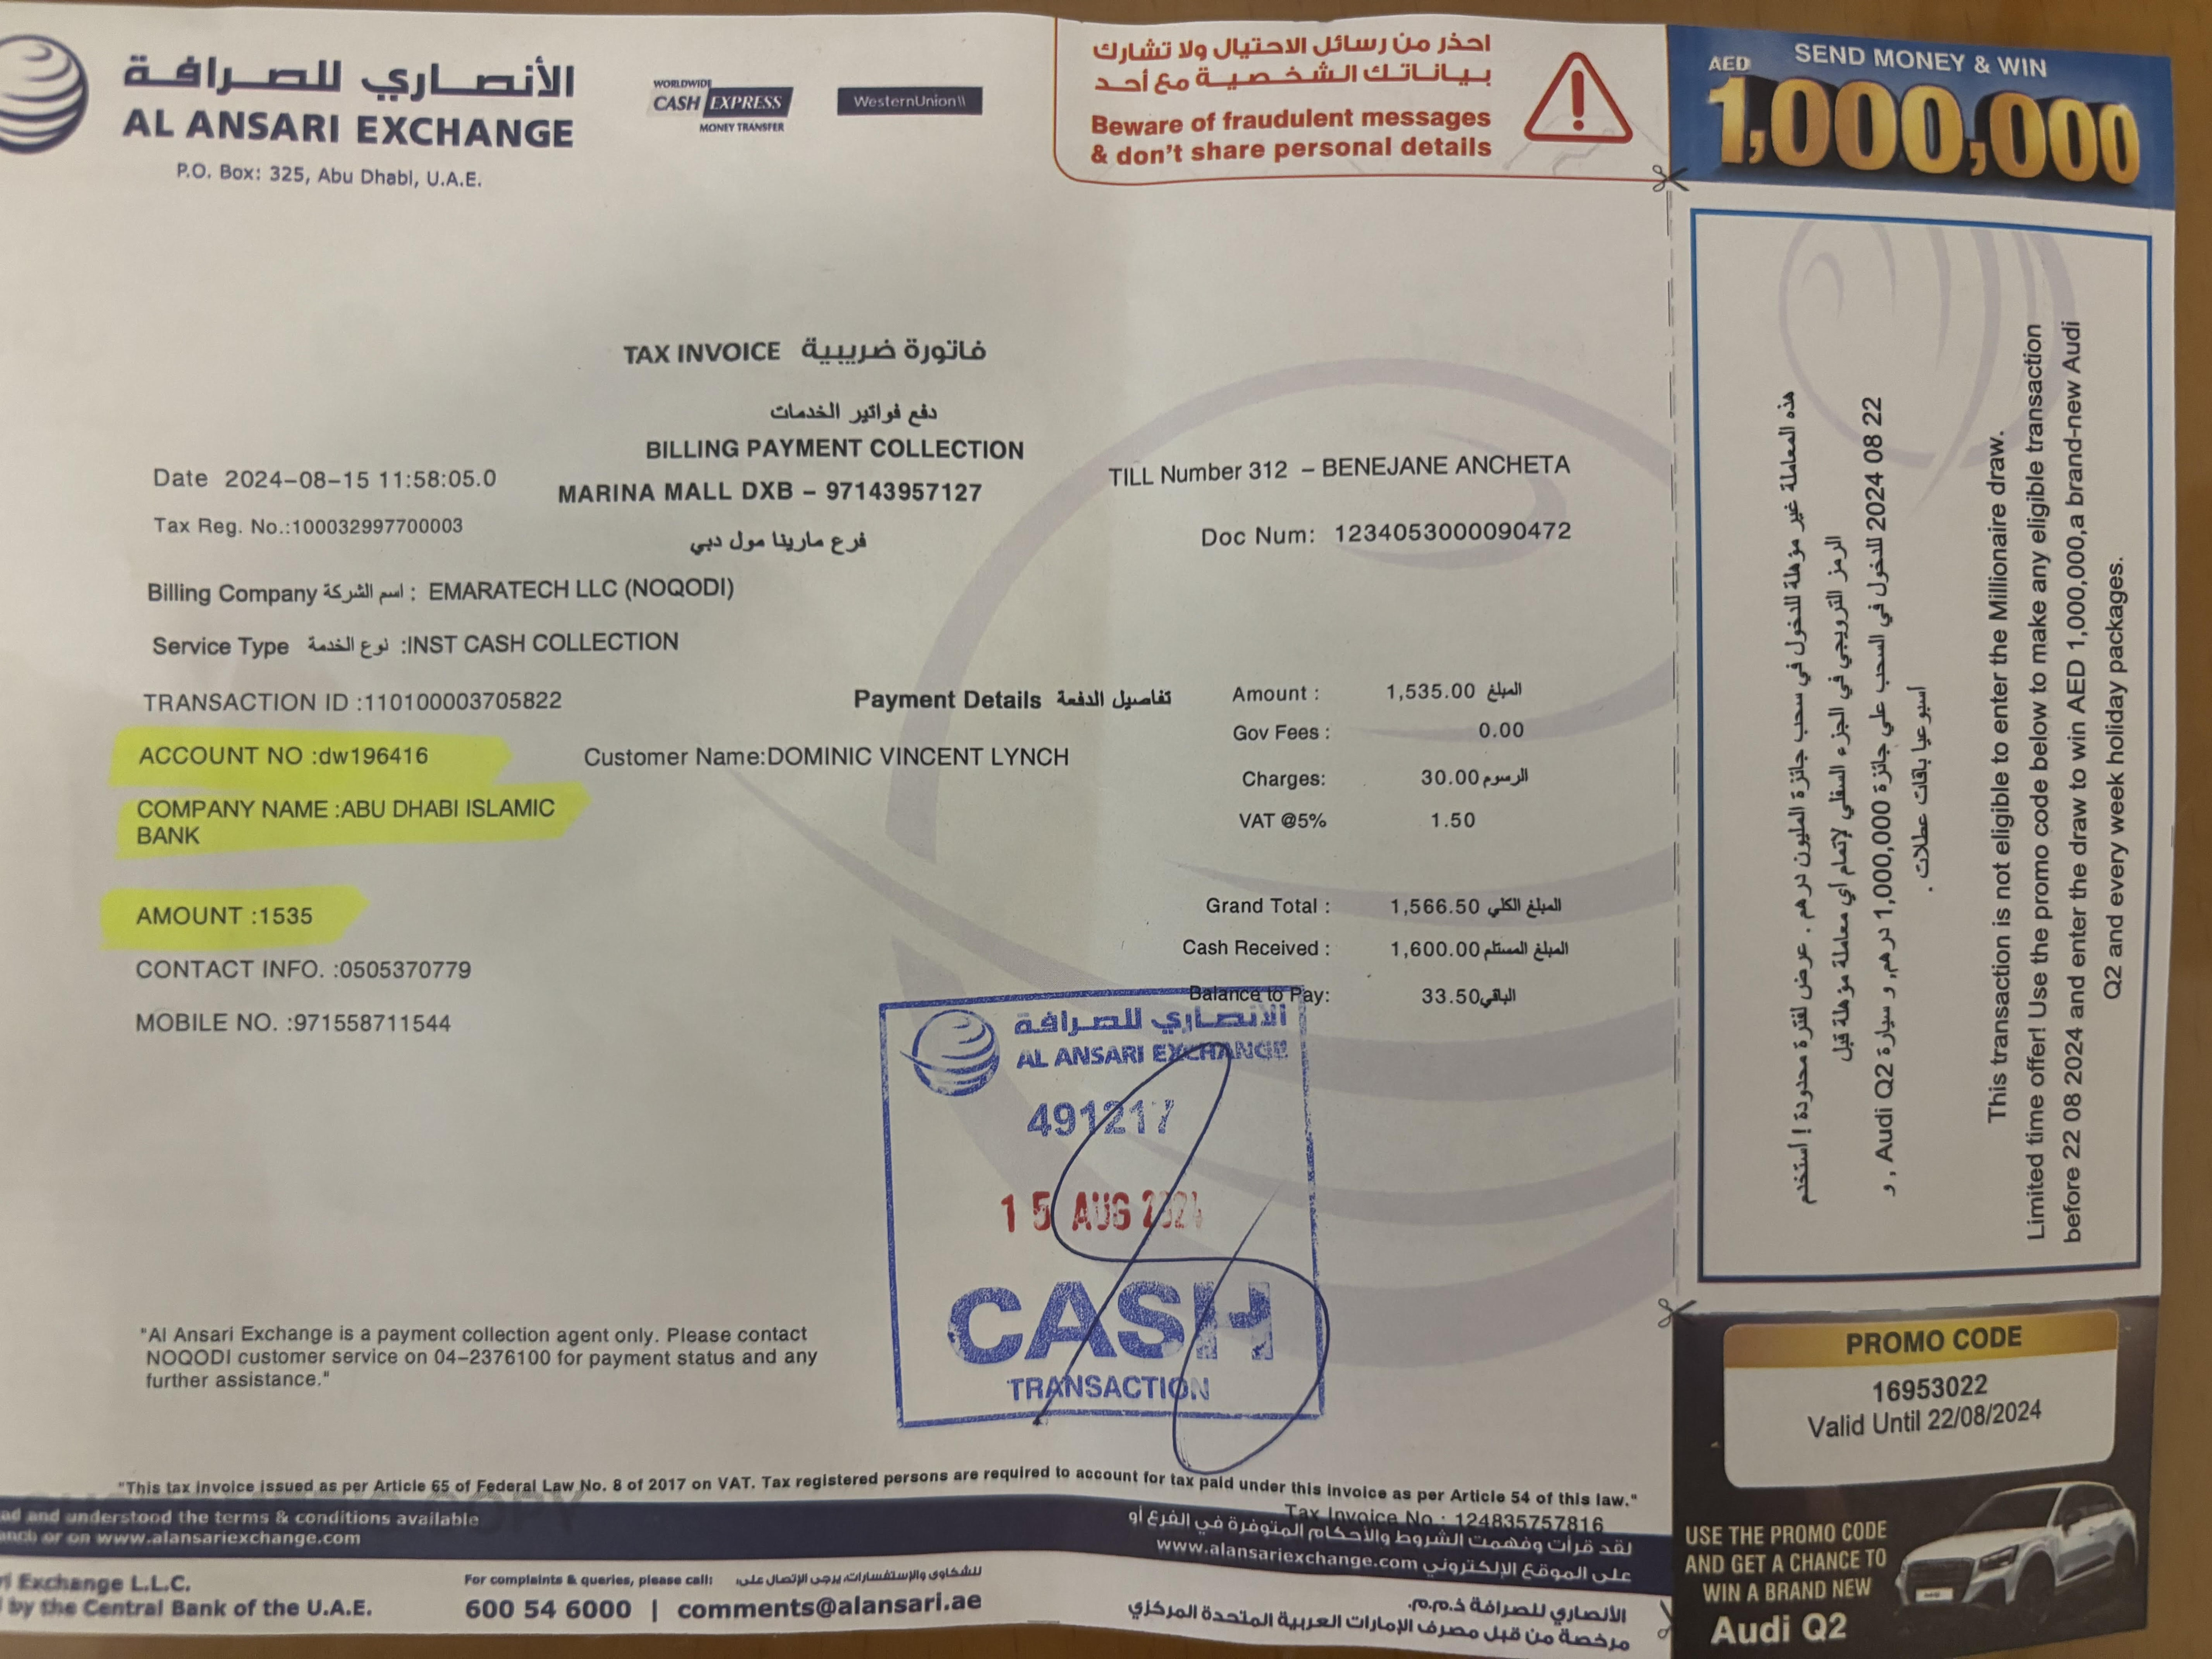 الأنصاري للصرافة
AL ANSARI EXCHANGE
P.O. Box: 325, Abu Dhabi, U.A.E.
WORLDWIDE
CASH EXPRESS
MONEY TRANSFER
WesternUnion\\
احذر من رسائل الاحتيال ولا تشارك
بياناتك الشخصية مع أحد
Beware of fraudulent messages
& don't share personal details
TAX INVOICE فاتورة ضريبية
دفع فواتير الخدمات
BILLING PAYMENT COLLECTION
Date 2024-08-15 11:58:05.0
MARINA MALL DXB - 97143957127
TILL Number 312 - BENEJANE ANCHETA
Tax Reg. No.:100032997700003
فرع مارينا مول دبي
Doc Num: 1234053000090472
Billing Company اسم الشركة : EMARATECH LLC (NOQODI)
Service Type نوع الخدمة :INST CASH COLLECTION
TRANSACTION ID :110100003705822
Payment Details تفاصيل الدفعة
Amount : 1,535.00 المبلغ
Gov Fees : 0.00
ACCOUNT NO :dw196416
Customer Name:DOMINIC VINCENT LYNCH
Charges: 30.00 الرسوم
COMPANY NAME :ABU DHABI ISLAMIC
BANK
VAT @5% 1.50
AMOUNT :1535
Grand Total : 1,566.50 المبلغ الكلي
Cash Received : 1,600.00 المبلغ المستلم
CONTACT INFO. :0505370779
Balance to Pay: 33.50 الباقي
MOBILE NO. :971558711544
الأنصاري للصرافة
AL ANSARI EXCHANGE
491217
15 AUG 2024
CASH
TRANSACTION
"Al Ansari Exchange is a payment collection agent only. Please contact
NOQODI customer service on 04-2376100 for payment status and any
further assistance."
"This tax invoice issued as per Article 65 of Federal Law No. 8 of 2017 on VAT. Tax registered persons are required to account for tax paid under this invoice as per Article 54 of this law."
Tax Invoice No : 124835757816
and understood the terms & conditions available
or on www.alansariexchange.com
لقد قرأت وفهمت الشروط والأحكام المتوفرة في الفرع أو
على الموقع الإلكتروني www.alansariexchange.com
Exchange L.L.C.
by the Central Bank of the U.A.E.
For complaints & queries, please call: للشكاوى والإستفسارات، يرجى الإتصال على:
600 54 6000 | comments@alansari.ae
الأنصاري للصرافة ذ.م.م.
مرخصة من قبل مصرف الإمارات العربية المتحدة المركزي
SEND MONEY & WIN
AED 1,000,000
هذه المعاملة غير مؤهلة للدخول في سحب جائزة المليون درهم . عرض لفترة محدودة ! أستخدم
الرمز الترويجي في الجزء السفلي لإتمام أي معاملة مؤهلة قبل
22 08 2024 للدخول في السحب علي جائزة 1,000,000 درهم, و سيارة Audi Q2 , و
أسبوعيا باقات عطلات .
This transaction is not eligible to enter the Millionaire draw.
Limited time offer! Use the promo code below to make any eligible transaction
before 22 08 2024 and enter the draw to win AED 1,000,000,a brand-new Audi
Q2 and every week holiday packages.
PROMO CODE
16953022
Valid Until 22/08/2024
USE THE PROMO CODE
AND GET A CHANCE TO
WIN A BRAND NEW
Audi Q2